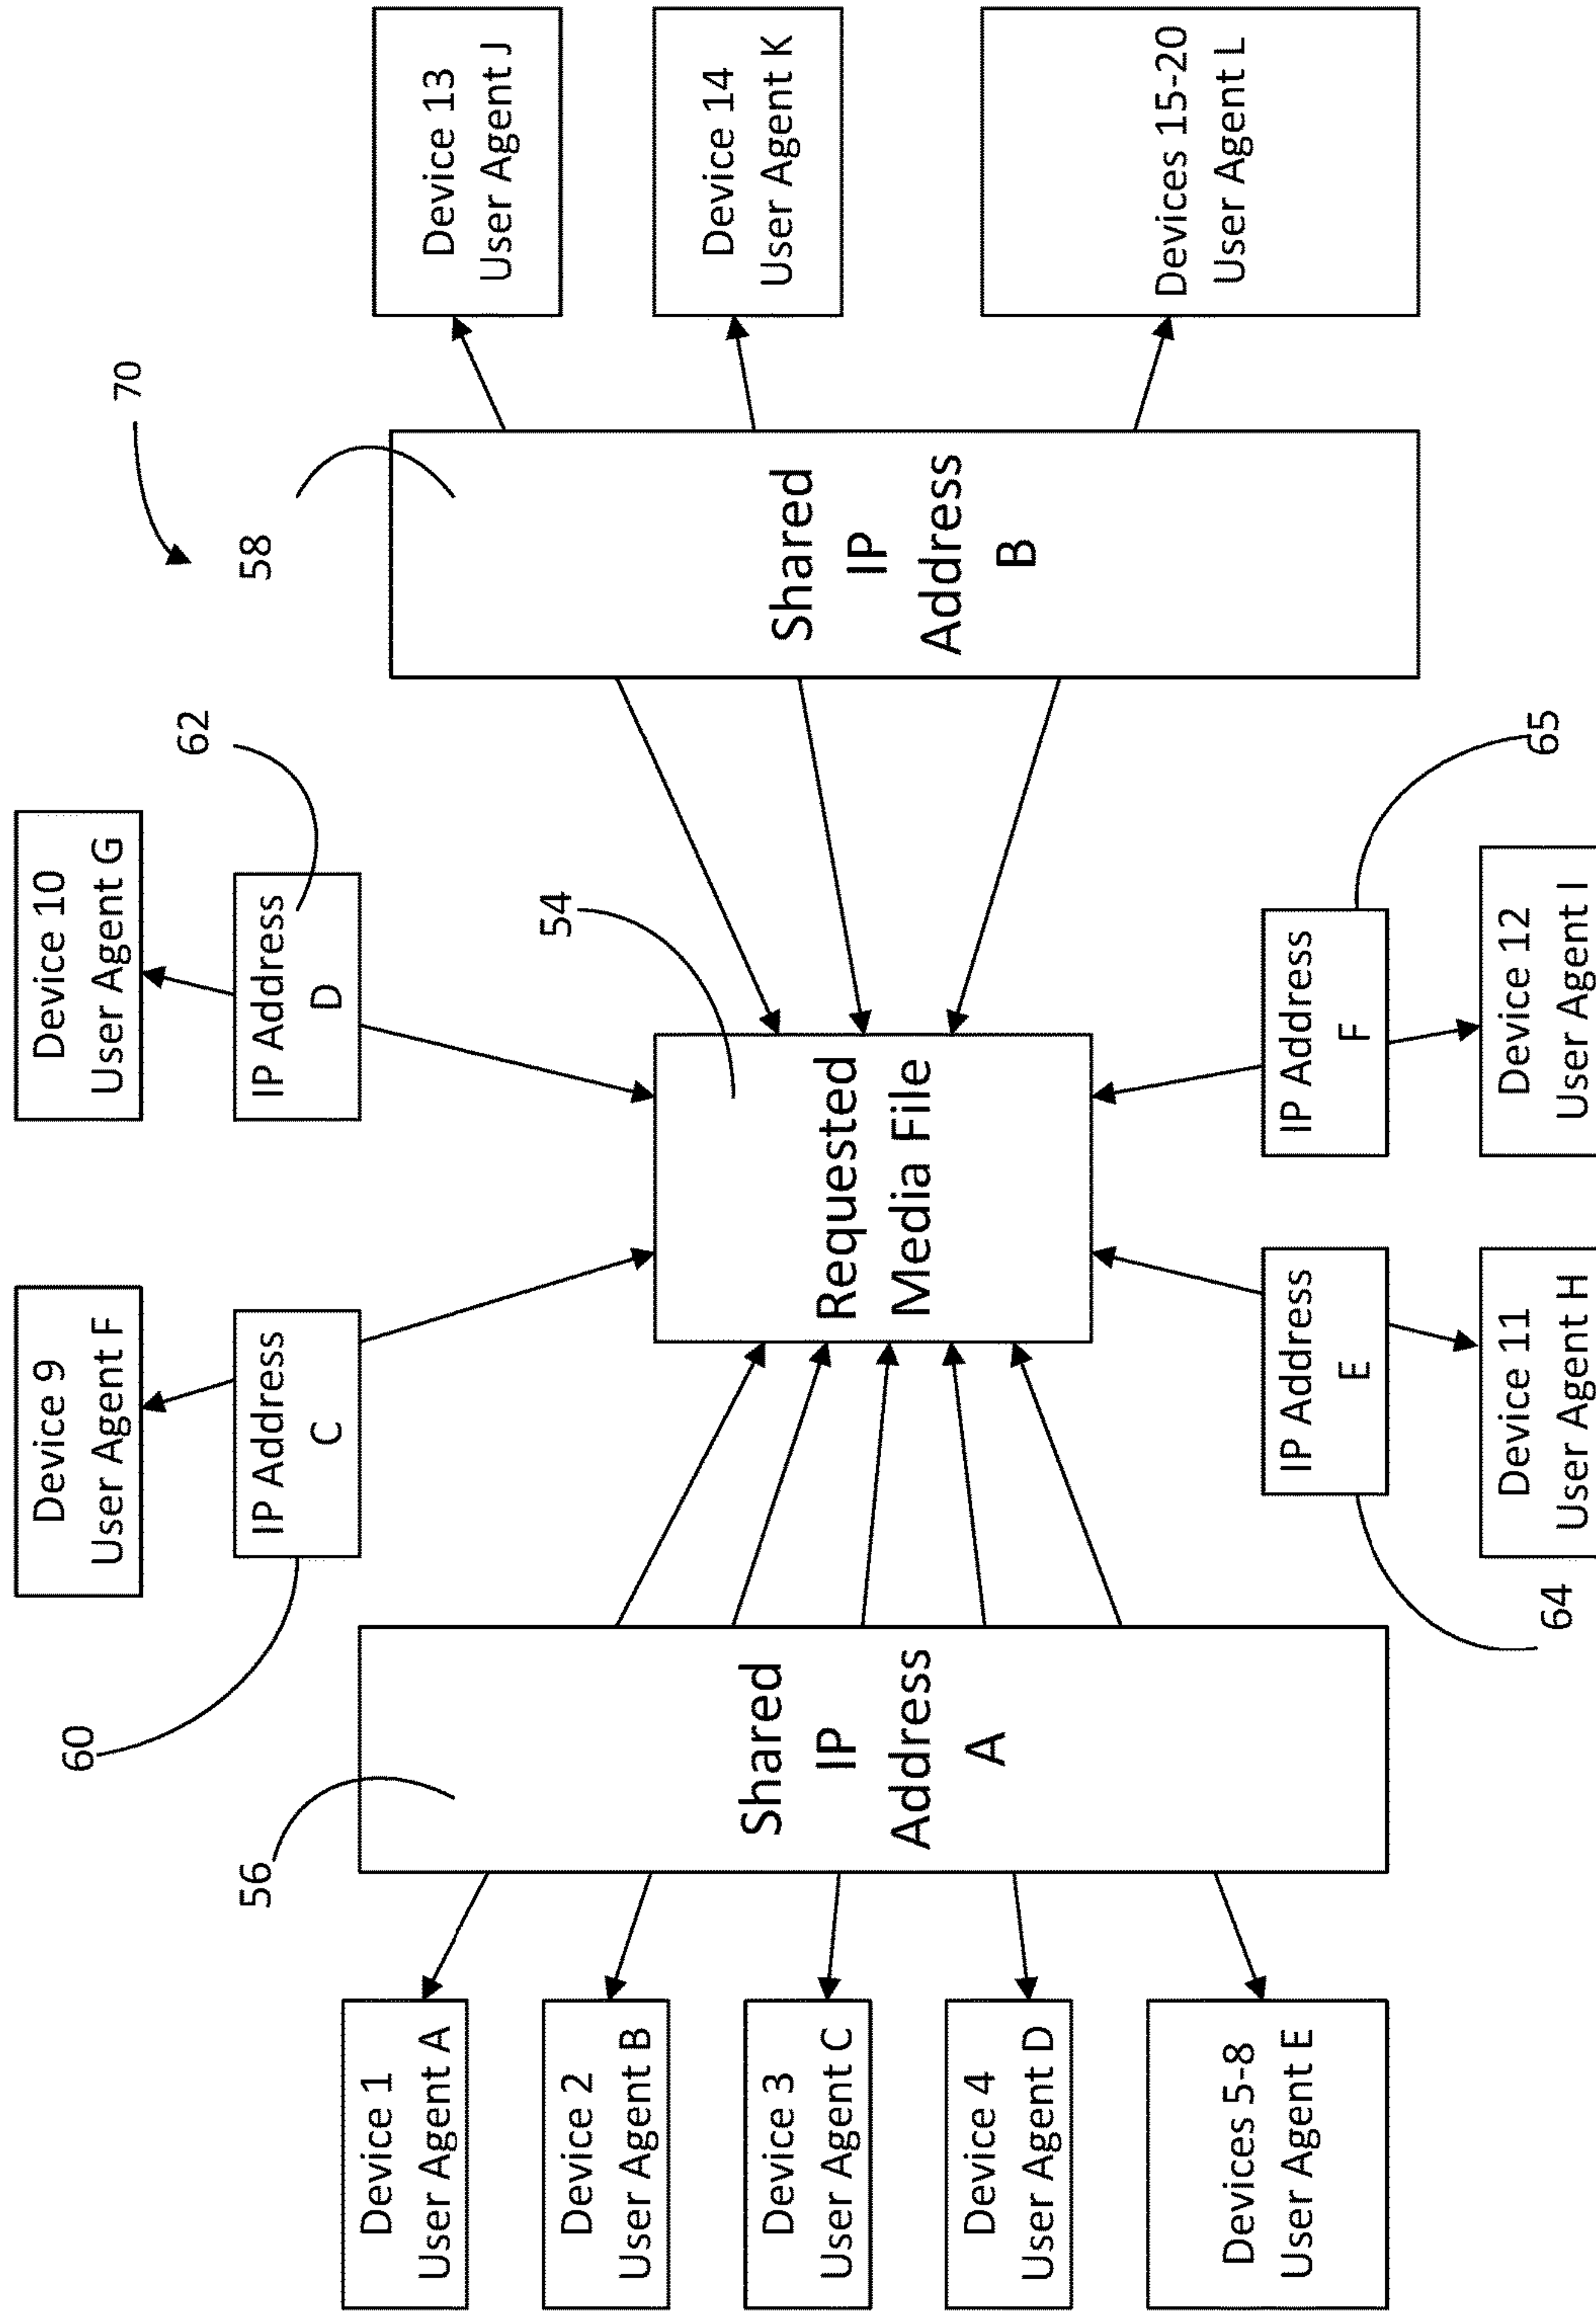 Device 9
User Agent F
Device 10
User Agent G
60
IP Address
C
IP Address
D
62
70
56
58
Device 1
User Agent A
Device 2
User Agent B
Device 3
User Agent C
Device 4
User Agent D
Devices 5-8
User Agent E
Shared
IP
Address
A
54
Requested
Media File
Shared
IP
Address
B
Device 13
User Agent J
Device 14
User Agent K
Devices 15-20
User Agent L
IP Address
E
IP Address
F
64
65
Device 11
User Agent H
Device 12
User Agent I